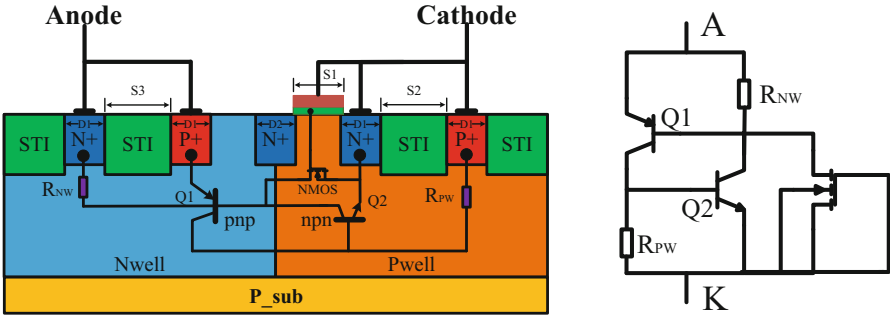 Anode
Cathode
S3
S1
S2
STI
D1
N+
STI
D1
P+
D2
N+
D1
N+
STI
D1
P+
STI
RNW
Q1
pnp
NMOS
npn
Q2
RPW
Nwell
Pwell
P_sub
A
RNW
Q1
Q2
RPW
K